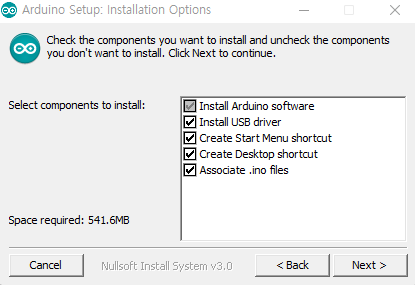 Arduino Setup: Installation Options
Check the components you want to install and uncheck the components
you don't want to install. Click Next to continue.
Select components to install:
Install Arduino software
Install USB driver
Create Start Menu shortcut
Create Desktop shortcut
Associate .ino files
Space required: 541.6MB
Cancel
Nullsoft Install System v3.0
< Back
Next >